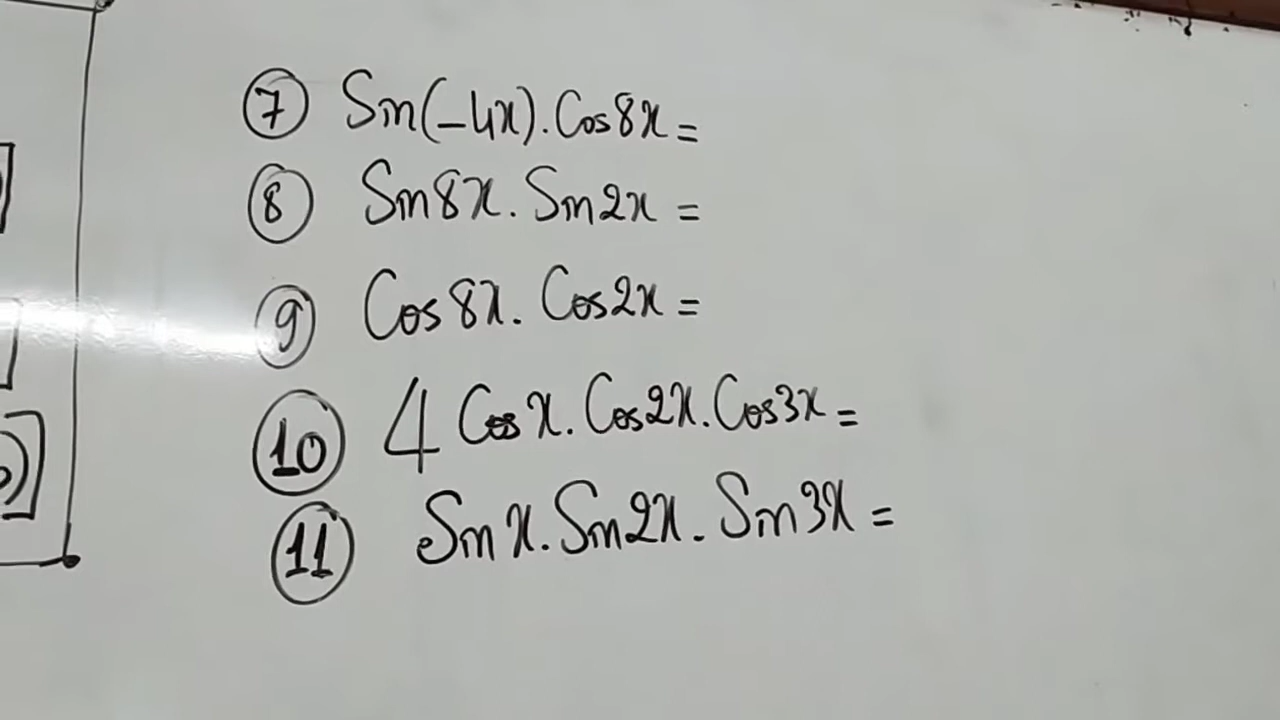 ⑦ Sin(-4x).Cos8x=
⑧ Sin8x.Sin2x=
⑨ Cos8x.Cos2x=
⑩ 4Cosx.Cos2x.Cos3x=
⑪ Sinx.Sin2x.Sin3x=